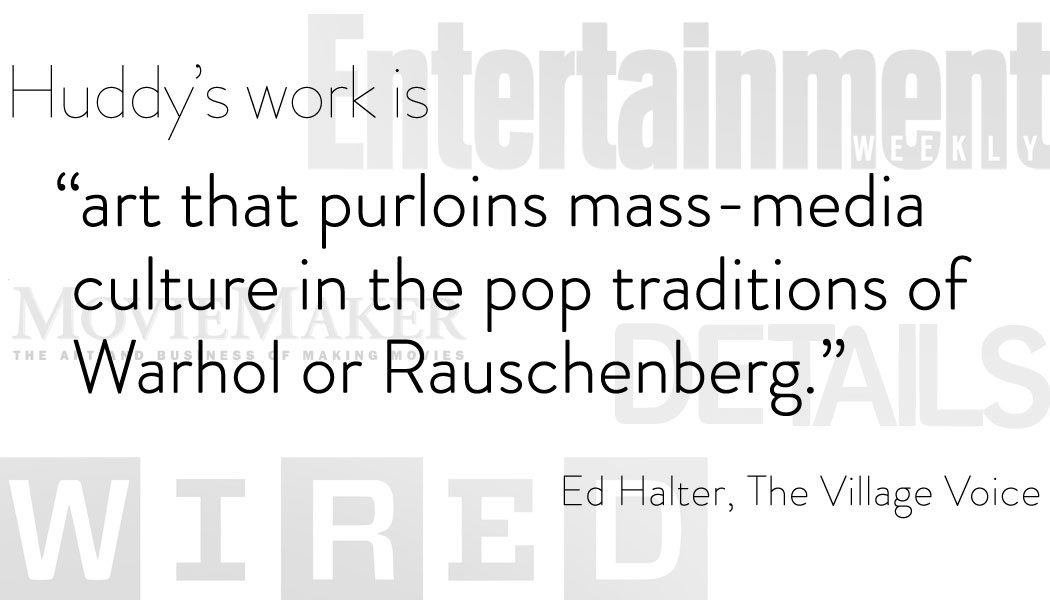 Entertainment
WEEKLY
Huddy’s work is
“art that purloins mass-media
culture in the pop traditions of
Warhol or Rauschenberg.”
MOVIEMAKER
THE ART AND BUSINESS OF MAKING MOVIES
DETAILS
Ed Halter, The Village Voice
WIRED